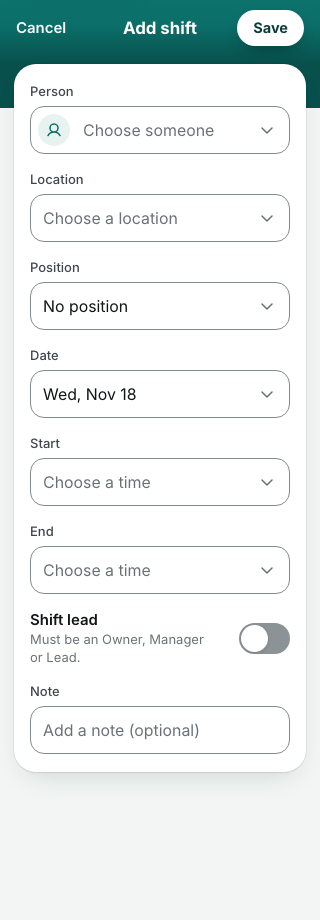 Cancel
Add shift
Save
Person
Choose someone
Location
Choose a location
Position
No position
Date
Wed, Nov 18
Start
Choose a time
End
Choose a time
Shift lead
Must be an Owner, Manager
or Lead.
Note
Add a note (optional)